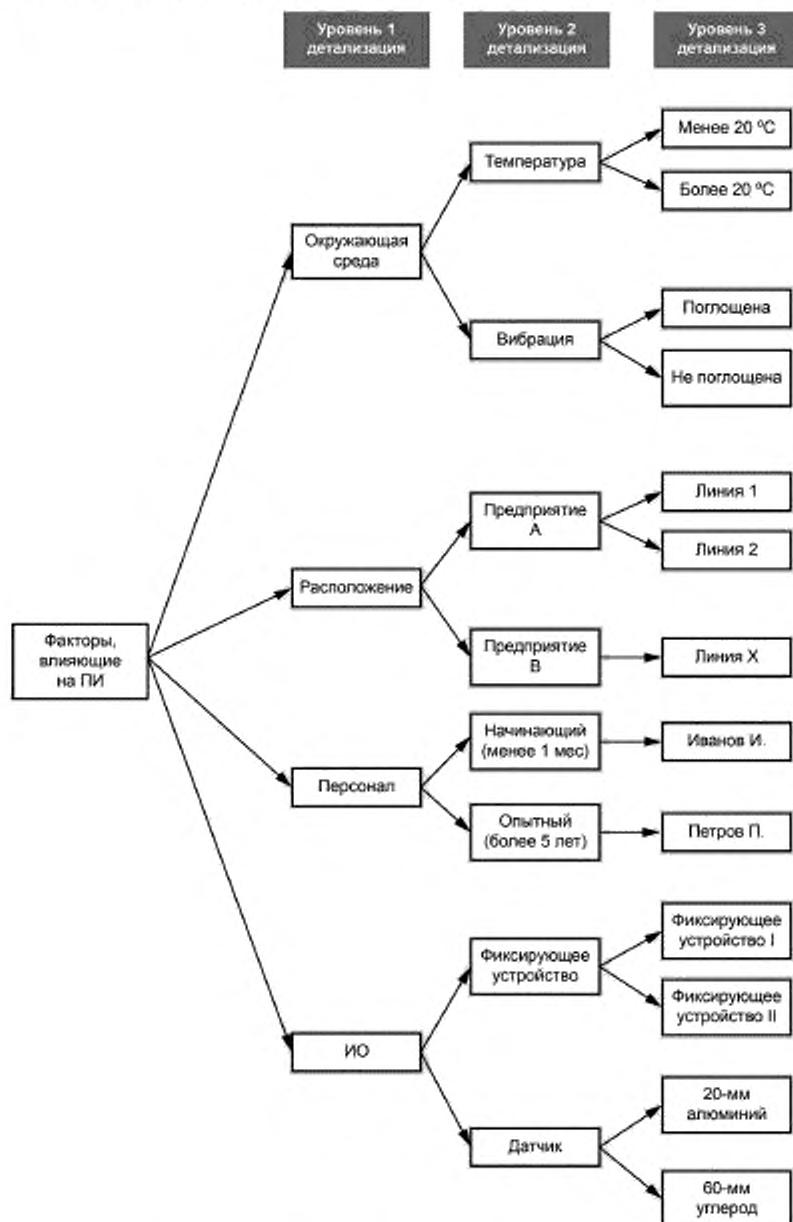 Уровень 1
детализация
Уровень 2
детализация
Уровень 3
детализация
Менее 20 ºС
Температура
Более 20 ºС
Окружающая
среда
Поглощена
Вибрация
Не поглощена
Линия 1
Предприятие
А
Линия 2
Расположение
Предприятие
В
Линия Х
Факторы,
влияющие
на ПИ
Начинающий
(менее 1 мес)
Иванов И.
Персонал
Опытный
(более 5 лет)
Петров П.
Фиксирующее
устройство I
Фиксирующее
устройство
Фиксирующее
устройство II
ИО
20-мм
алюминий
Датчик
60-мм
углерод